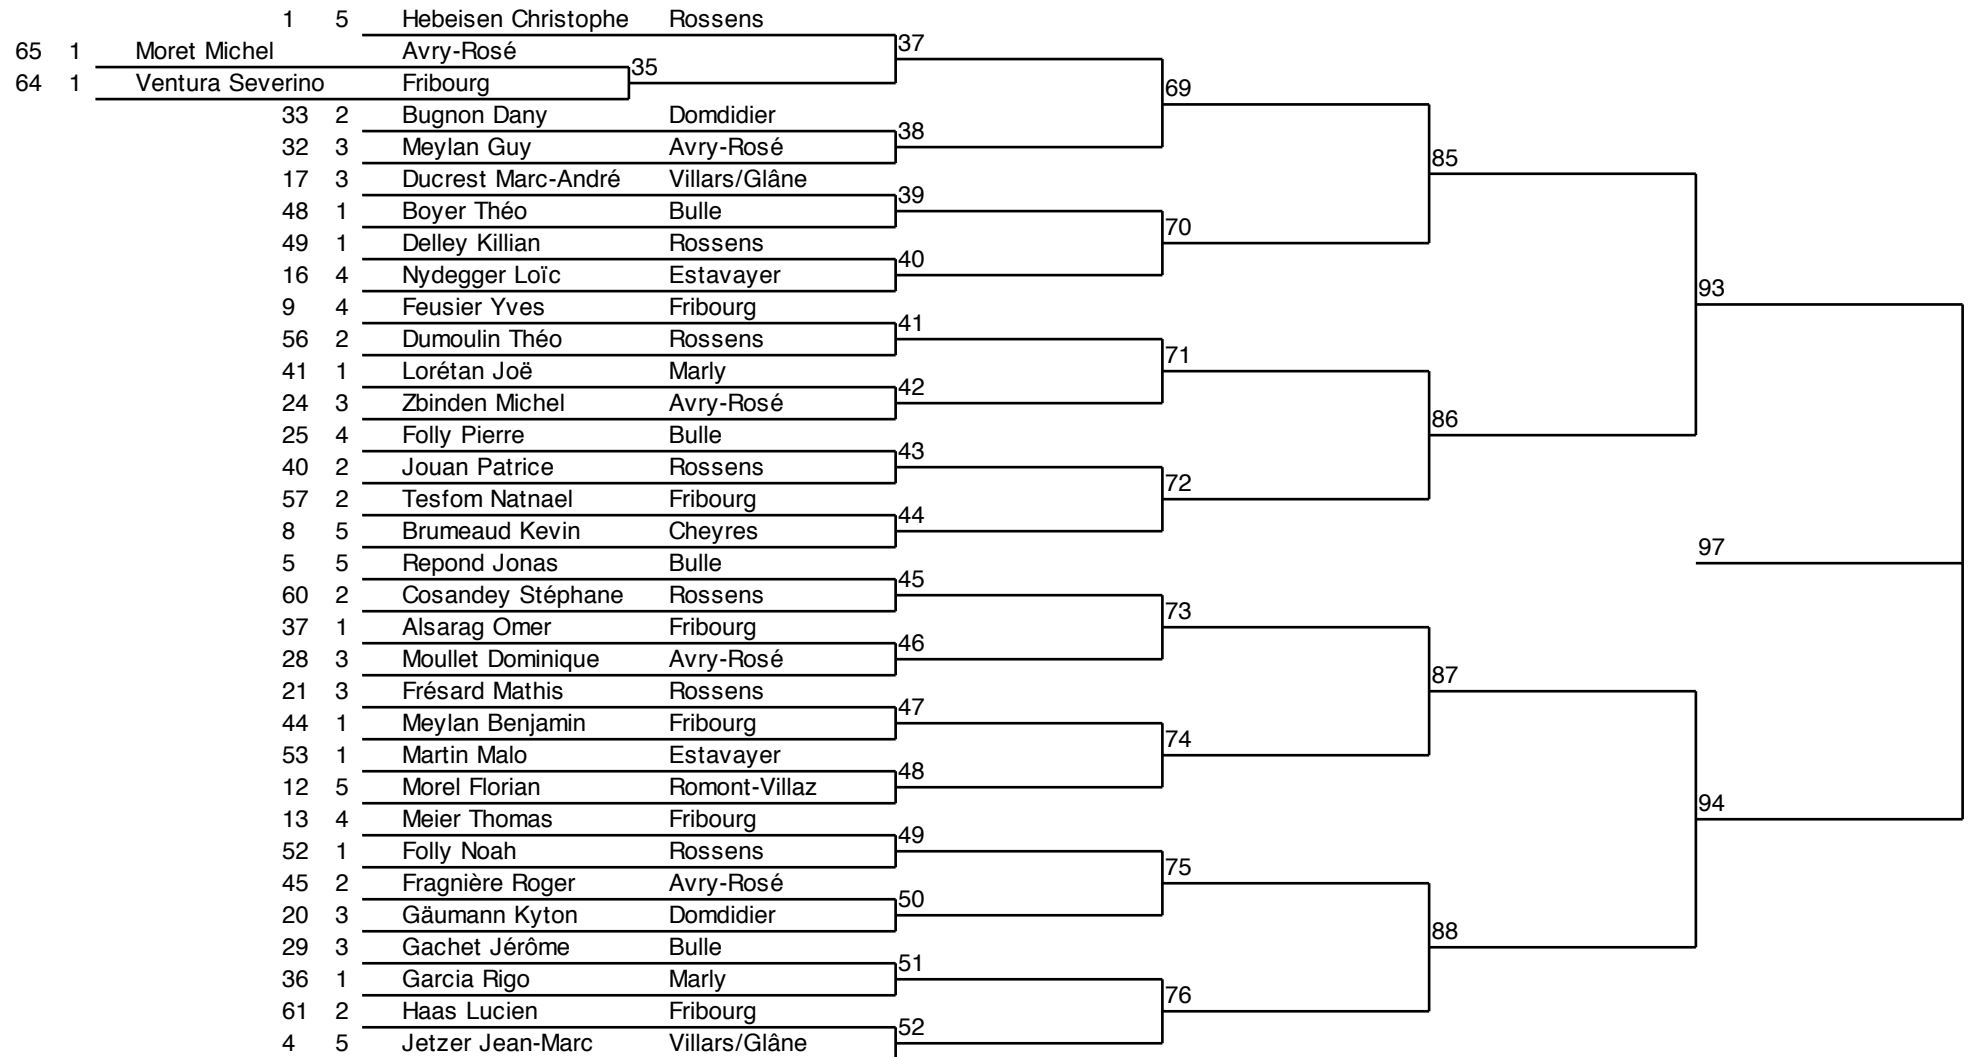 1 5 Hebeisen Christophe Rossens
37
65 1 Moret Michel Avry-Rosé
35
64 1 Ventura Severino Fribourg
69
33 2 Bugnon Dany Domdidier
38
32 3 Meylan Guy Avry-Rosé
85
17 3 Ducrest Marc-André Villars/Glâne
39
48 1 Boyer Théo Bulle
70
49 1 Delley Killian Rossens
40
16 4 Nydegger Loïc Estavayer
93
9 4 Feusier Yves Fribourg
41
56 2 Dumoulin Théo Rossens
71
41 1 Lorétan Joë Marly
42
24 3 Zbinden Michel Avry-Rosé
86
25 4 Folly Pierre Bulle
43
40 2 Jouan Patrice Rossens
72
57 2 Tesfom Natnael Fribourg
44
8 5 Brumeaud Kevin Cheyres
97
5 5 Repond Jonas Bulle
45
60 2 Cosandey Stéphane Rossens
73
37 1 Alsarag Omer Fribourg
46
28 3 Moullet Dominique Avry-Rosé
87
21 3 Frésard Mathis Rossens
47
44 1 Meylan Benjamin Fribourg
74
53 1 Martin Malo Estavayer
48
12 5 Morel Florian Romont-Villaz
94
13 4 Meier Thomas Fribourg
49
52 1 Folly Noah Rossens
75
45 2 Fragnière Roger Avry-Rosé
50
20 3 Gäumann Kyton Domdidier
88
29 3 Gachet Jérôme Bulle
51
36 1 Garcia Rigo Marly
76
61 2 Haas Lucien Fribourg
52
4 5 Jetzer Jean-Marc Villars/Glâne